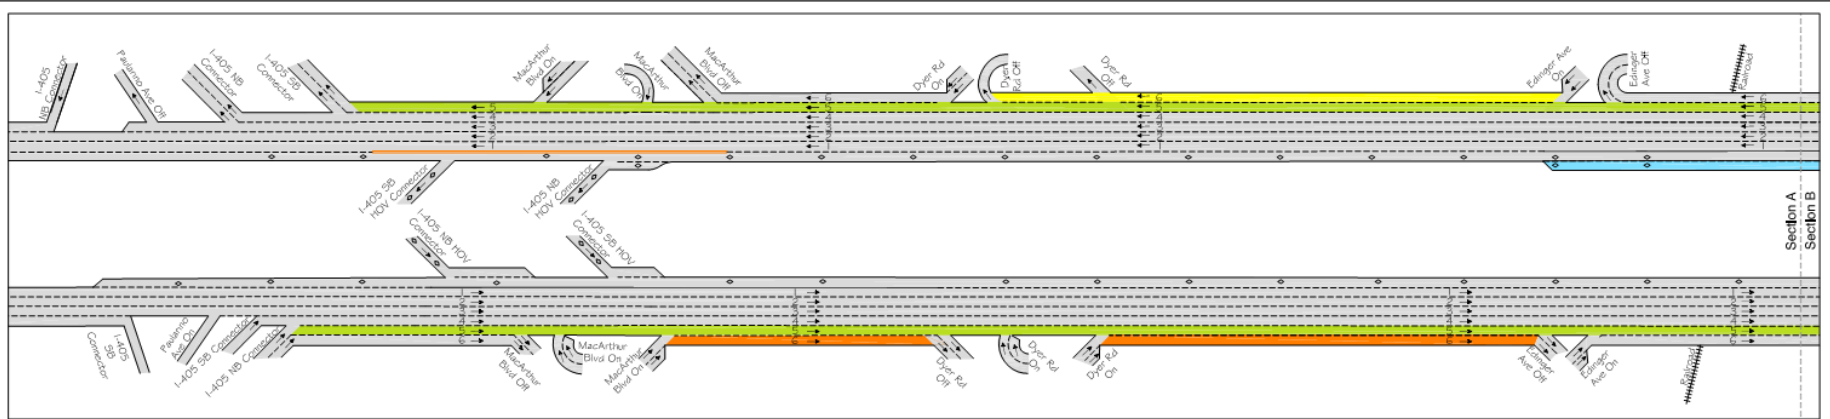 I-405
NB Connector
Paularino Ave Off
I-405 NB
Connector
I-405 SB
Connector
MacArthur
Blvd On
MacArthur
Blvd On
MacArthur
Blvd Off
Dyer Rd
On
Dyer
Rd Off
Dyer Rd
Off
Edinger Ave
On
Edinger
Ave Off
Railroad
I-405 SB
HOV Connector
I-405 NB
HOV Connector
I-405 NB HOV
Connector
I-405 SB HOV
Connector
Section A
Section B
I-405
SB
Connector
Paularino
Ave On
I-405 SB Connector
I-405 NB Connector
MacArthur
Blvd Off
MacArthur
Blvd On
MacArthur
Blvd On
Dyer Rd
Off
Dyer Rd
On
Dyer Rd
On
Edinger
Ave Off
Edinger
Ave On
Railroad